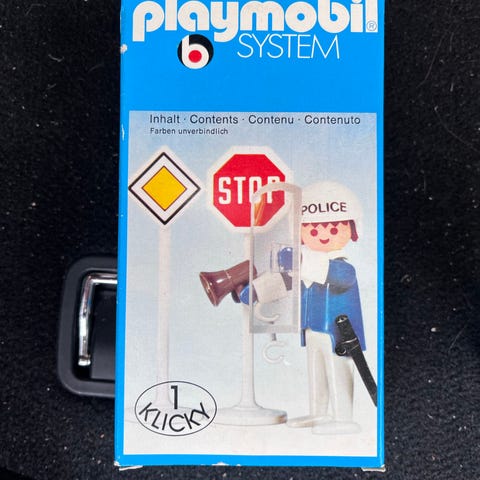 playmobil®
b SYSTEM
Inhalt · Contents · Contenu · Contenuto
Farben unverbindlich
STOP
POLICE
1
KLICKY